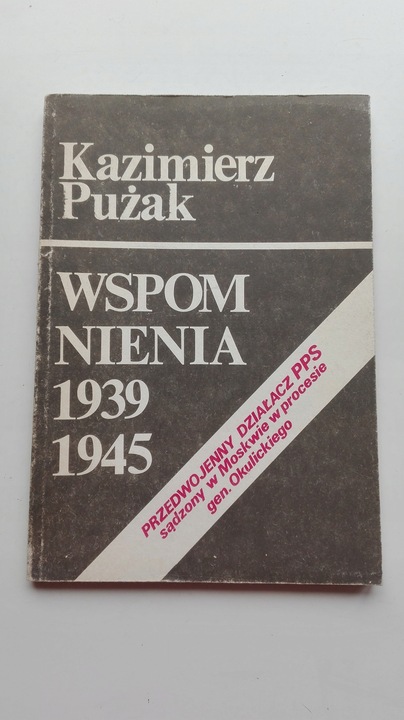 Kazimierz
Pużak
WSPOM
NIENIA
1939
1945
PRZEDWOJENNY DZIAŁACZ PPS
sądzony w Moskwie w procesie
gen. Okulickiego